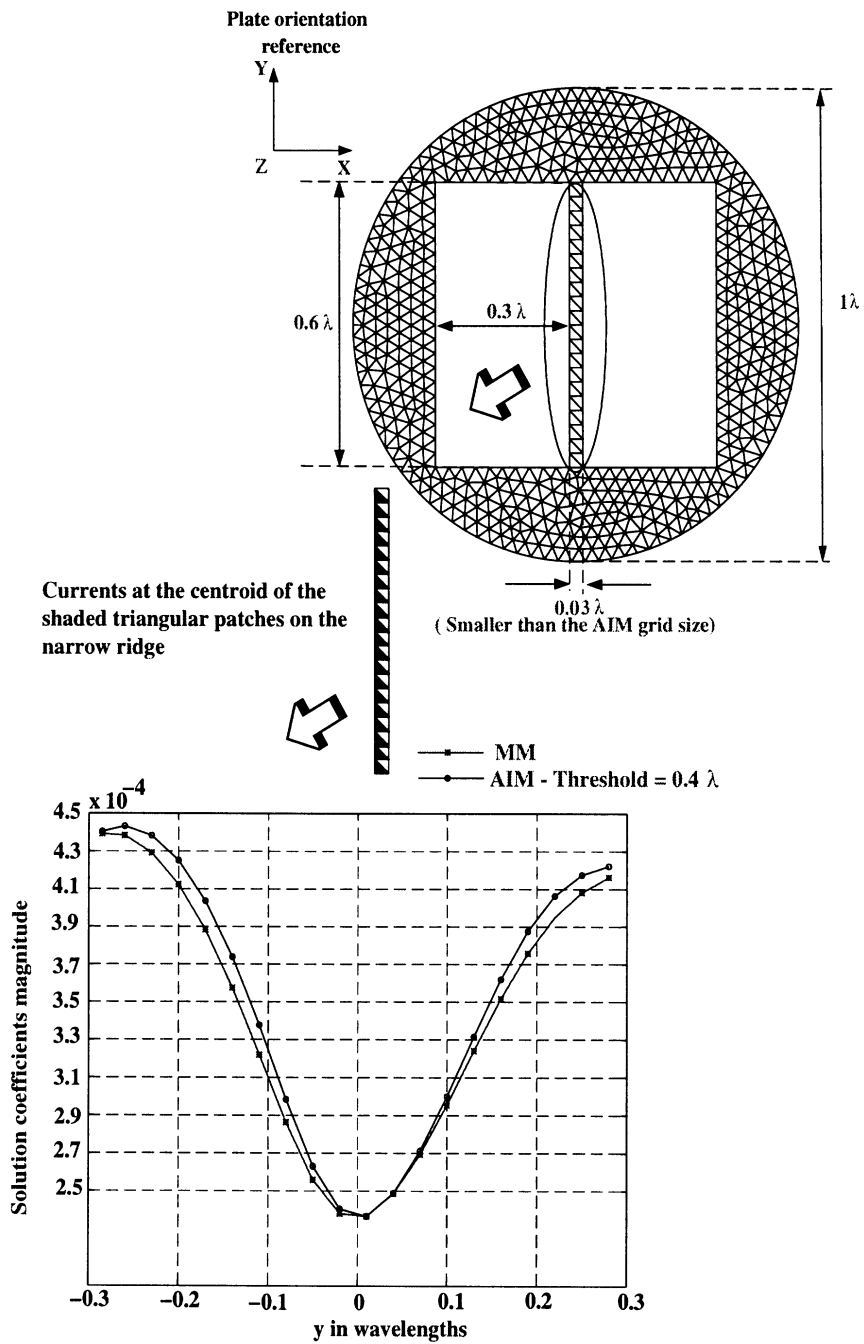 Plate orientation
reference
Y
Z
X
0.6 λ
0.3 λ
1λ
0.03 λ
( Smaller than the AIM grid size)
Currents at the centroid of the
shaded triangular patches on the
narrow ridge
MM
AIM - Threshold = 0.4 λ
x 10⁻⁴
4.5
4.3
4.1
3.9
3.7
3.5
3.3
3.1
2.9
2.7
2.5
Solution coefficients magnitude
-0.3
-0.2
-0.1
0
0.1
0.2
0.3
y in wavelengths